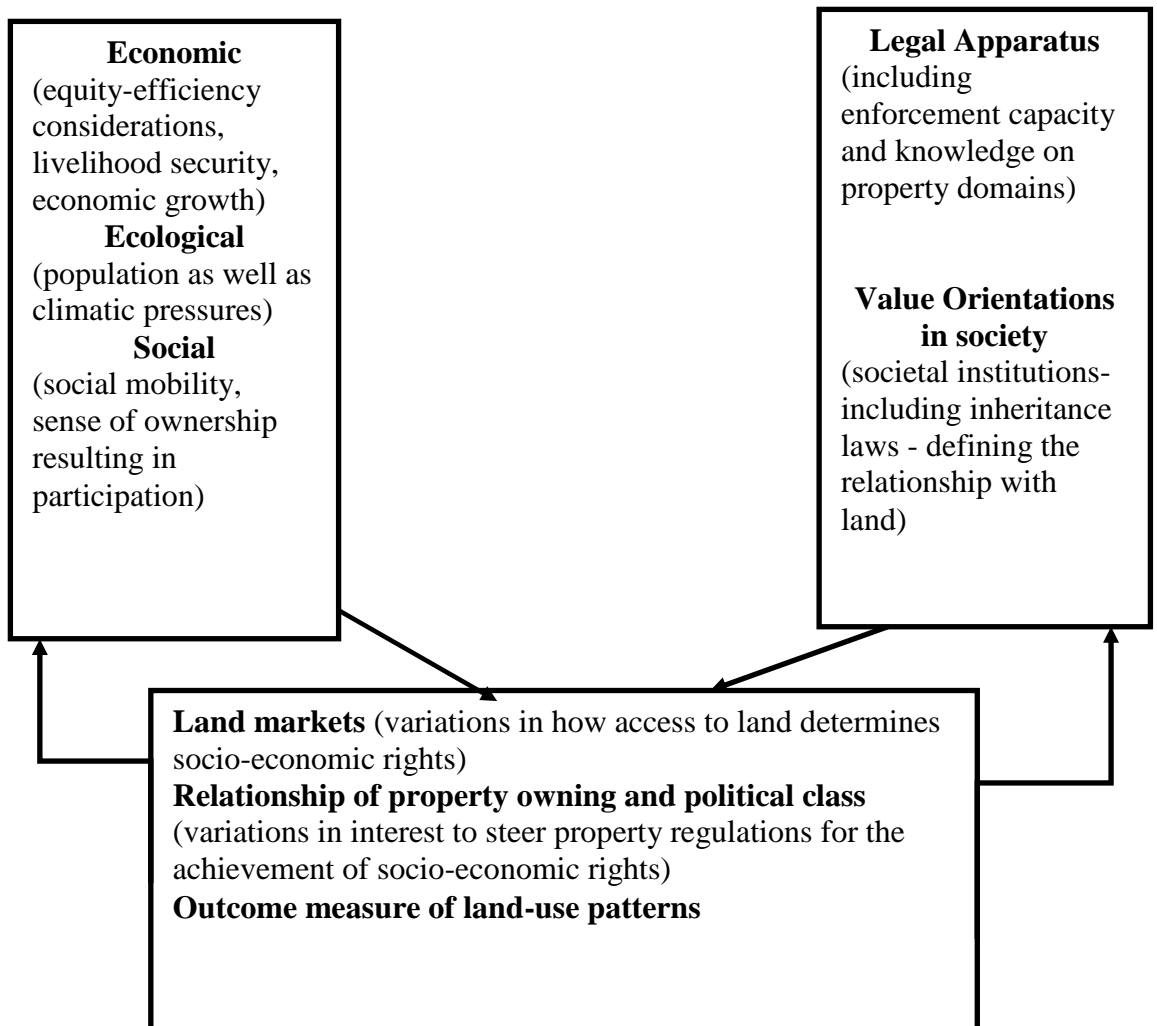 Economic
(equity-efficiency
considerations,
livelihood security,
economic growth)
Ecological
(population as well as
climatic pressures)
Social
(social mobility,
sense of ownership
resulting in
participation)
Legal Apparatus
(including
enforcement capacity
and knowledge on
property domains)
Value Orientations
in society
(societal institutions-
including inheritance
laws - defining the
relationship with
land)
Land markets (variations in how access to land determines
socio-economic rights)
Relationship of property owning and political class
(variations in interest to steer property regulations for the
achievement of socio-economic rights)
Outcome measure of land-use patterns